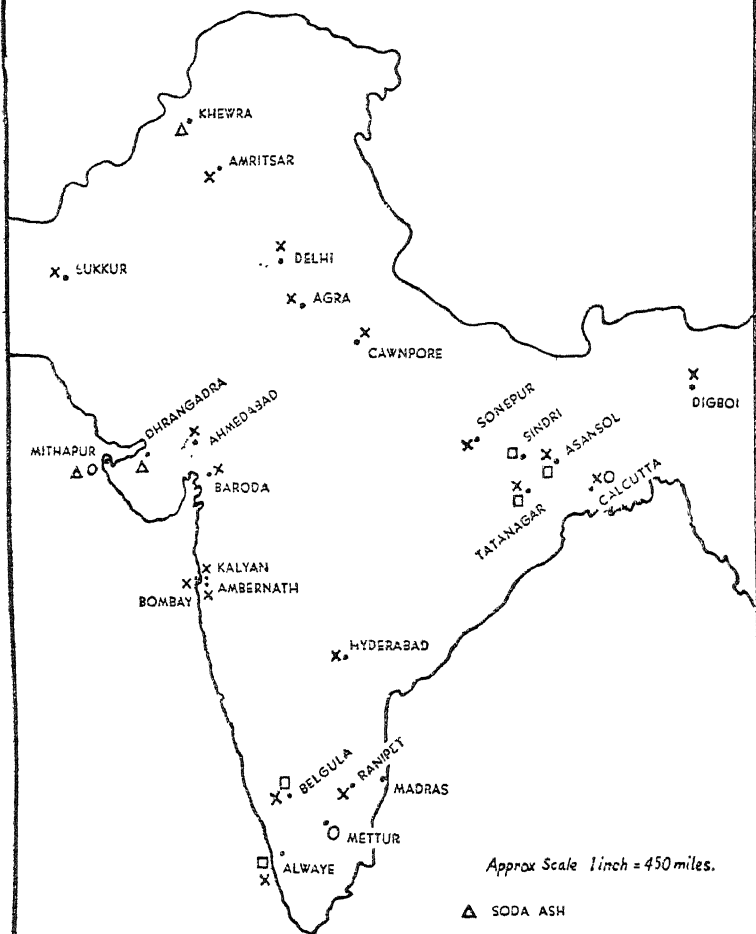 KHEWRA
AMRITSAR
SUKKUR
DELHI
AGRA
CAWNPORE
DIGBOI
DHRANGADRA
AHMEDABAD
MITHAPUR
BARODA
SONEPUR
SINDRI
ASANSOL
CALCUTTA
TATANAGAR
KALYAN
AMBERNATH
BOMBAY
HYDERABAD
BELGULA
RANIPET
MADRAS
METTUR
ALWAYE
Approx Scale 1 inch = 450 miles.
SODA ASH